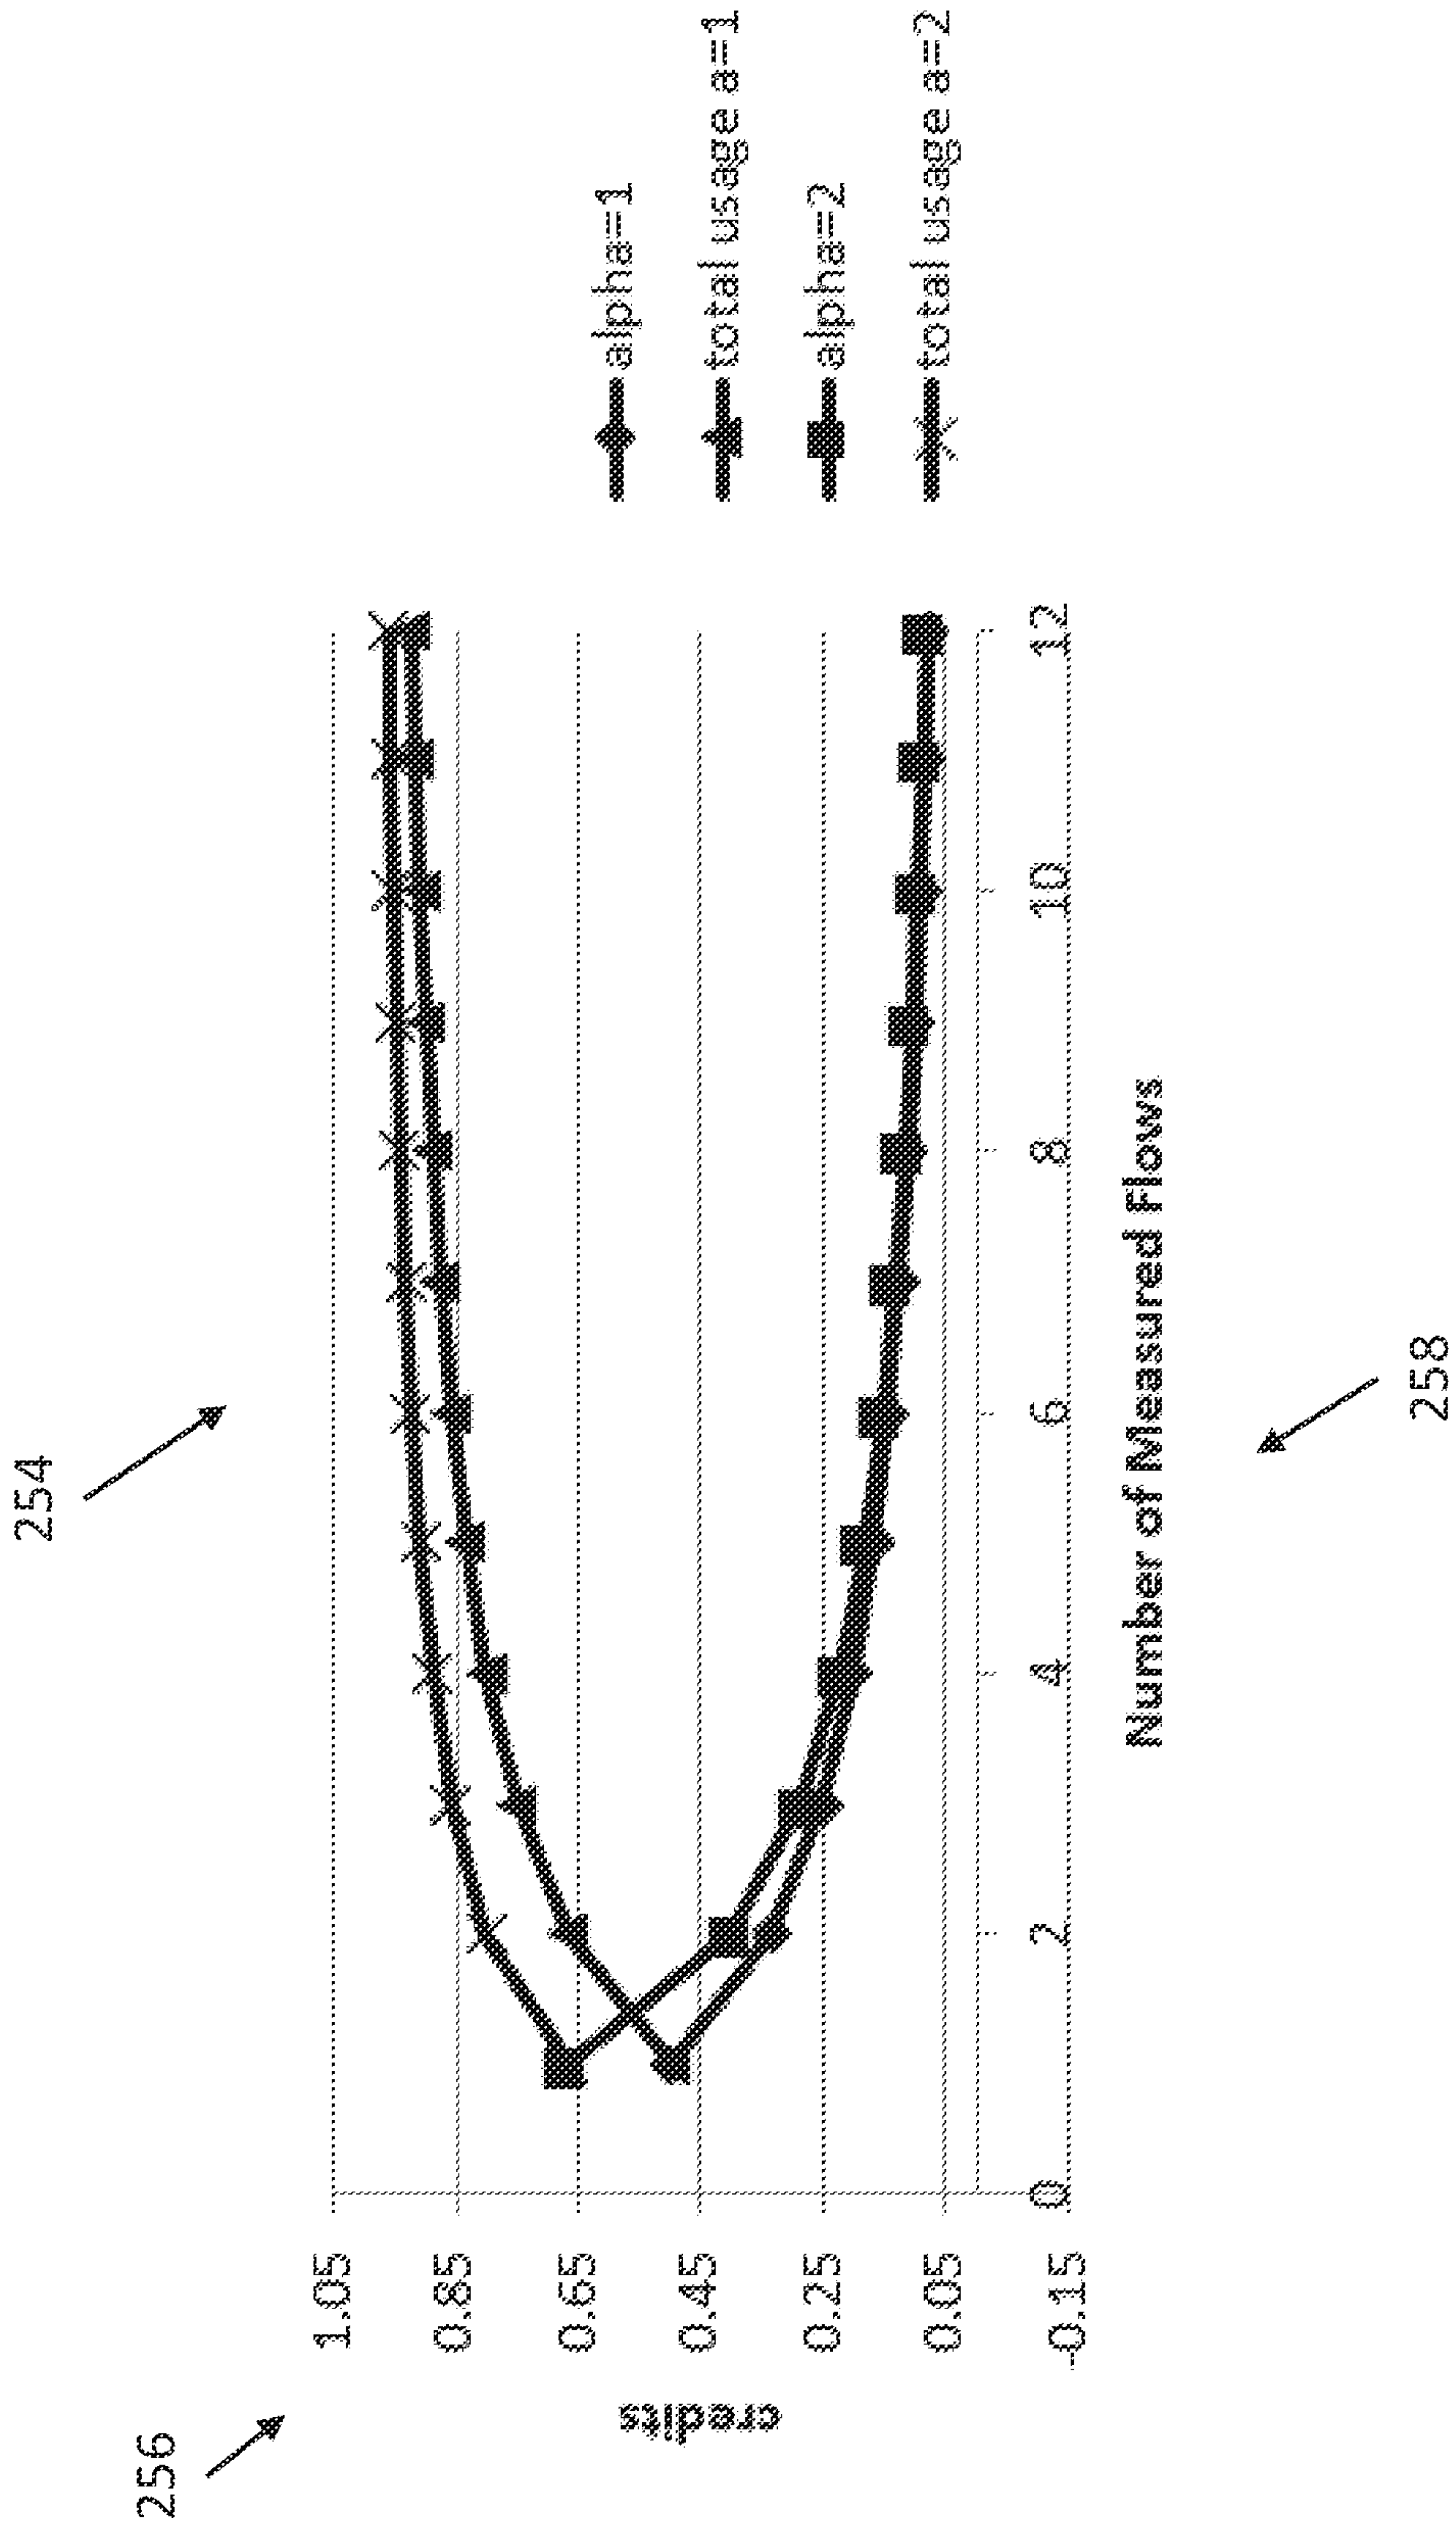 254
256
credits
1.05
0.85
0.65
0.45
0.25
0.05
-0.15
0 2 4 6 8 10 12
Number of Measured Flows
258
alpha=1
total usage a=1
alpha=2
total usage a=2